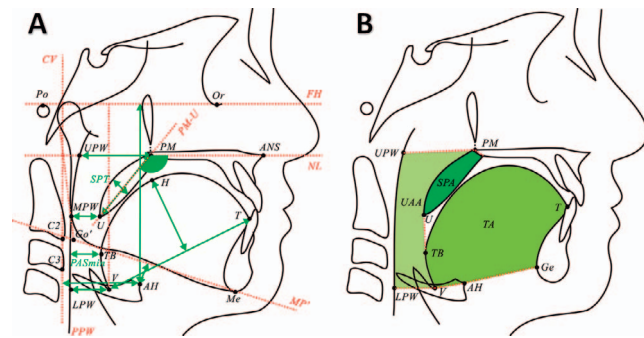 A
B
CV
Po
Or
FH
PM-U
UPW
PM
ANS
NL
SPT
H
MPW
U
T
C2
Go'
TB
C3
PASmin
V
AH
Me
LPW
MP'
PPW
UPW
PM
SPA
UAA
U
TA
T
TB
Ge
V
AH
LPW